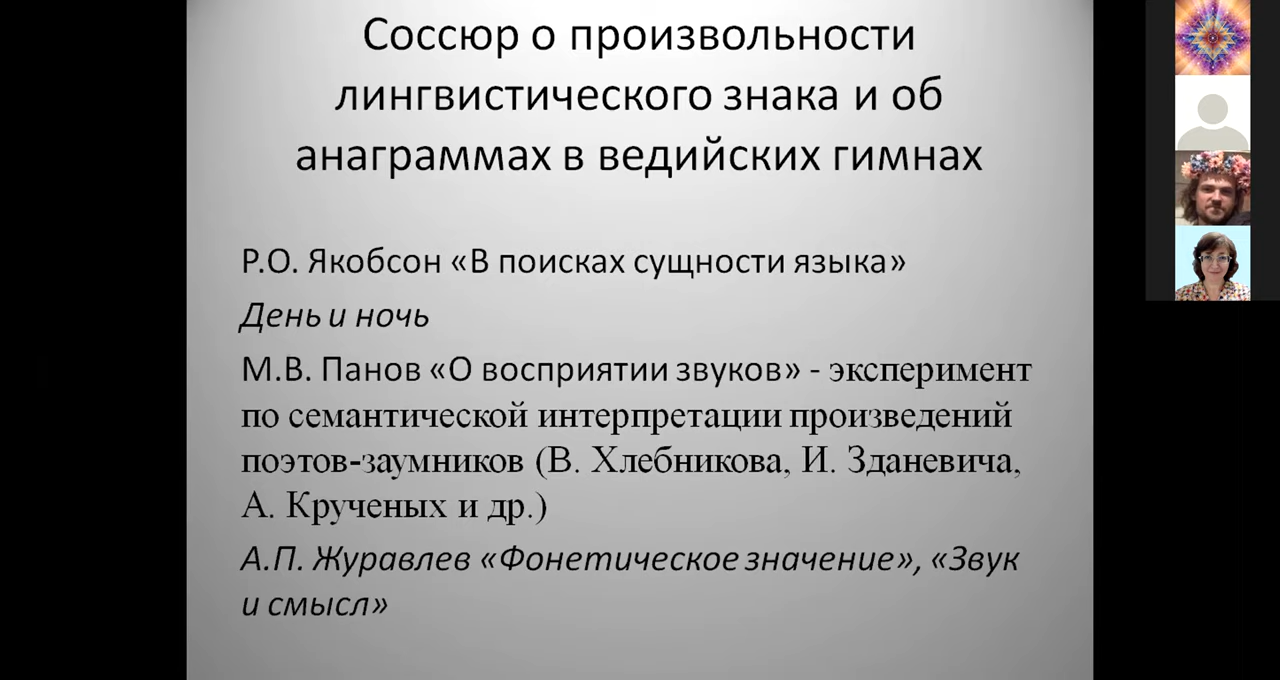 Соссюр о произвольности
лингвистического знака и об
анаграммах в ведийских гимнах
Р.О. Якобсон «В поисках сущности языка»
День и ночь
М.В. Панов «О восприятии звуков» - эксперимент
по семантической интерпретации произведений
поэтов-заумников (В. Хлебникова, И. Зданевича,
А. Крученых и др.)
А.П. Журавлев «Фонетическое значение», «Звук
и смысл»